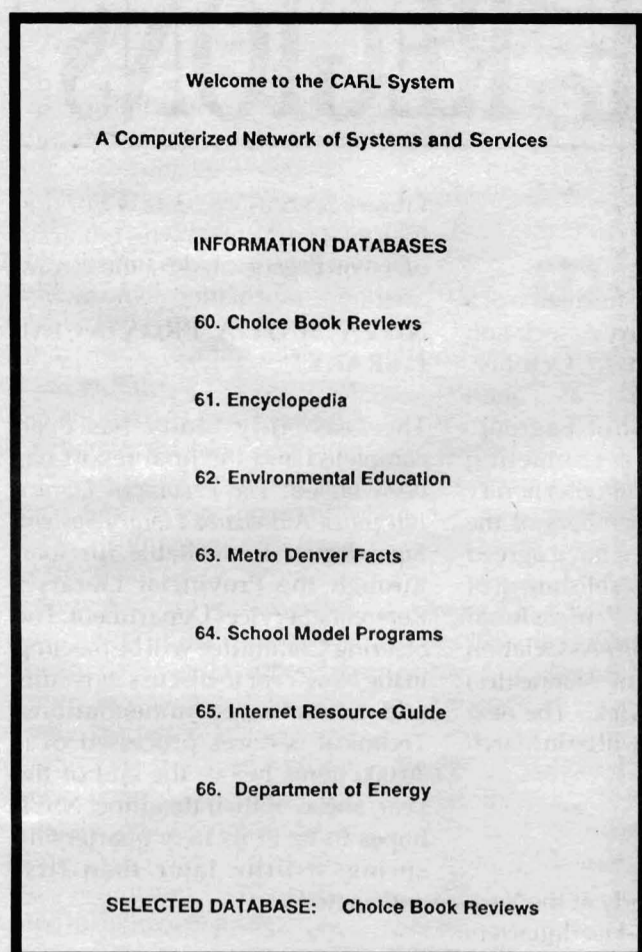 Welcome to the CARL System
A Computerized Network of Systems and Services
INFORMATION DATABASES
60. Choice Book Reviews
61. Encyclopedia
62. Environmental Education
63. Metro Denver Facts
64. School Model Programs
65. Internet Resource Guide
66. Department of Energy
SELECTED DATABASE: Choice Book Reviews